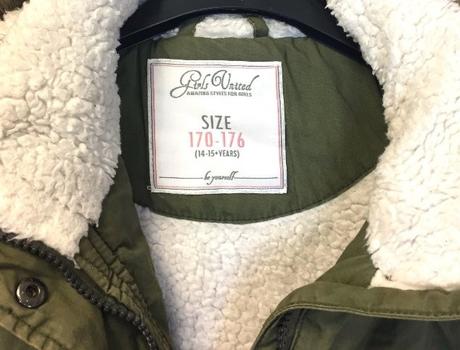 Girls United
AMAZING STYLES FOR GIRLS
SIZE
170-176
(14-15+YEARS)
be yourself